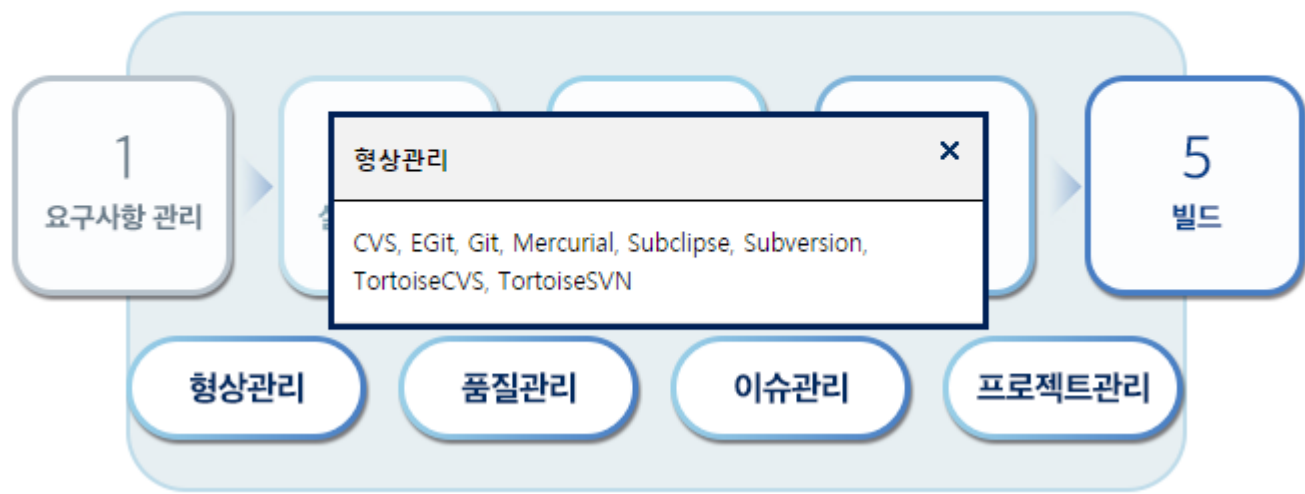 1
요구사항 관리
형상관리
CVS, EGit, Git, Mercurial, Subclipse, Subversion,
TortoiseCVS, TortoiseSVN
5
빌드
형상관리
품질관리
이슈관리
프로젝트관리